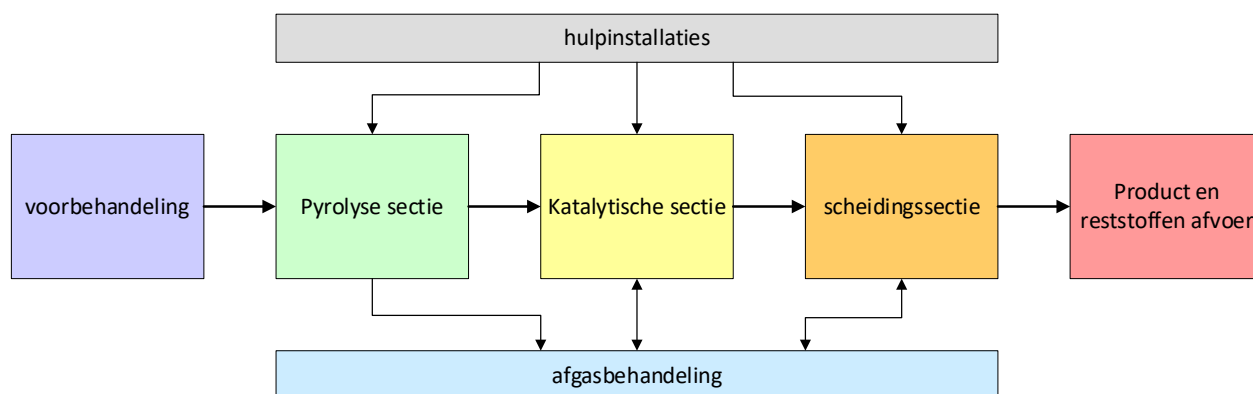 hulpinstallaties
voorbehandeling
Pyrolyse sectie
Katalytische sectie
scheidingssectie
Product en
reststoffen afvoer
afgasbehandeling